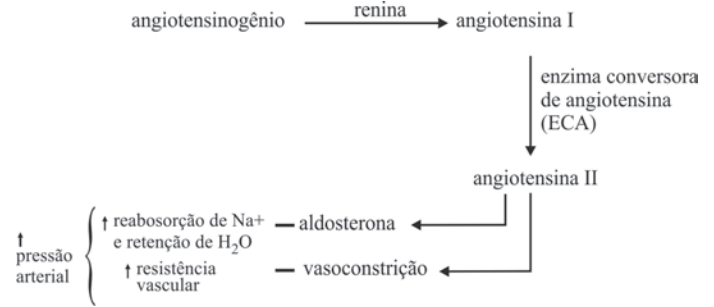 angiotensinogênio
renina
angiotensina I
enzima conversora
de angiotensina
(ECA)
angiotensina II
↑
pressão
arterial
↑ reabosorção de Na+
e retenção de H₂O
aldosterona
↑ resistência
vascular
vasoconstrição